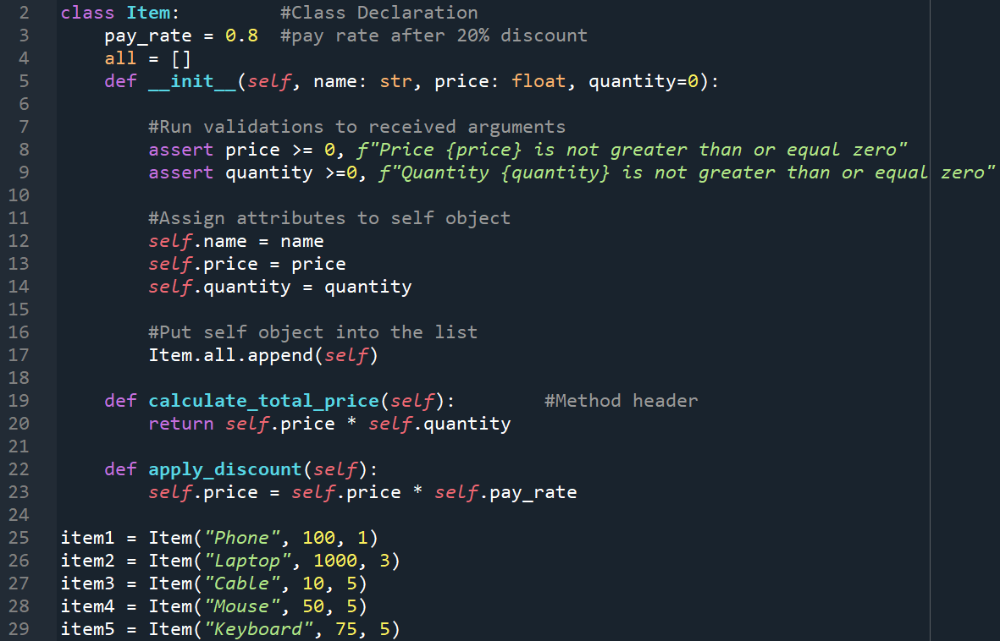 2 class Item:         #Class Declaration
3     pay_rate = 0.8  #pay rate after 20% discount
4     all = []
5     def __init__(self, name: str, price: float, quantity=0):
6
7         #Run validations to received arguments
8         assert price >= 0, f"Price {price} is not greater than or equal zero"
9         assert quantity >=0, f"Quantity {quantity} is not greater than or equal zero"
10
11         #Assign attributes to self object
12         self.name = name
13         self.price = price
14         self.quantity = quantity
15
16         #Put self object into the list
17         Item.all.append(self)
18
19     def calculate_total_price(self):        #Method header
20         return self.price * self.quantity
21
22     def apply_discount(self):
23         self.price = self.price * self.pay_rate
24
25 item1 = Item("Phone", 100, 1)
26 item2 = Item("Laptop", 1000, 3)
27 item3 = Item("Cable", 10, 5)
28 item4 = Item("Mouse", 50, 5)
29 item5 = Item("Keyboard", 75, 5)